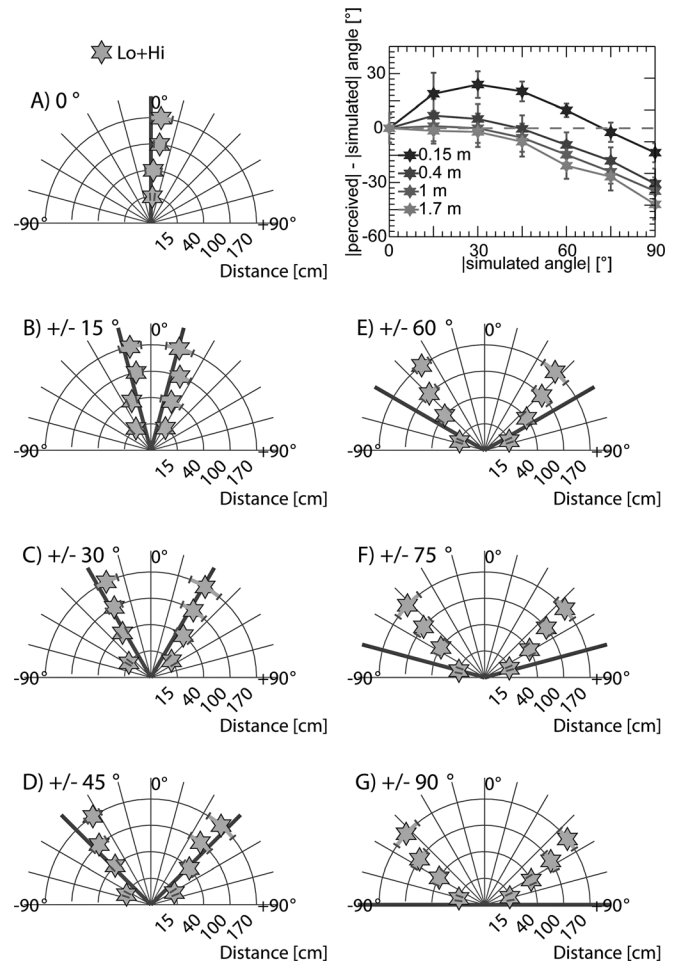 Lo+Hi
A) 0 °
0°
-90°
+90°
15
40
100
170
Distance [cm]
|perceived| - |simulated| angle [°]
30
0
-30
-60
0.15 m
0.4 m
1 m
1.7 m
0
30
60
90
|simulated angle| [°]
B) +/- 15 °
0°
-90°
+90°
15
40
100
170
Distance [cm]
E) +/- 60 °
0°
-90°
+90°
15
40
100
170
Distance [cm]
C) +/- 30 °
0°
-90°
+90°
15
40
100
170
Distance [cm]
F) +/- 75 °
0°
-90°
+90°
15
40
100
170
Distance [cm]
D) +/- 45 °
0°
-90°
+90°
15
40
100
170
Distance [cm]
G) +/- 90 °
0°
-90°
+90°
15
40
100
170
Distance [cm]